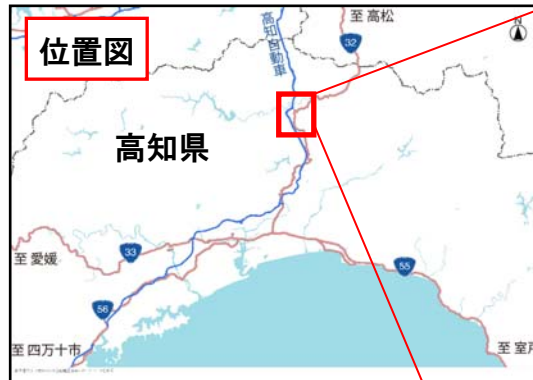 位置図
至 高松
高知自動車
32
高知県
33
至 愛媛
55
56
至 四万十市
至 室戸